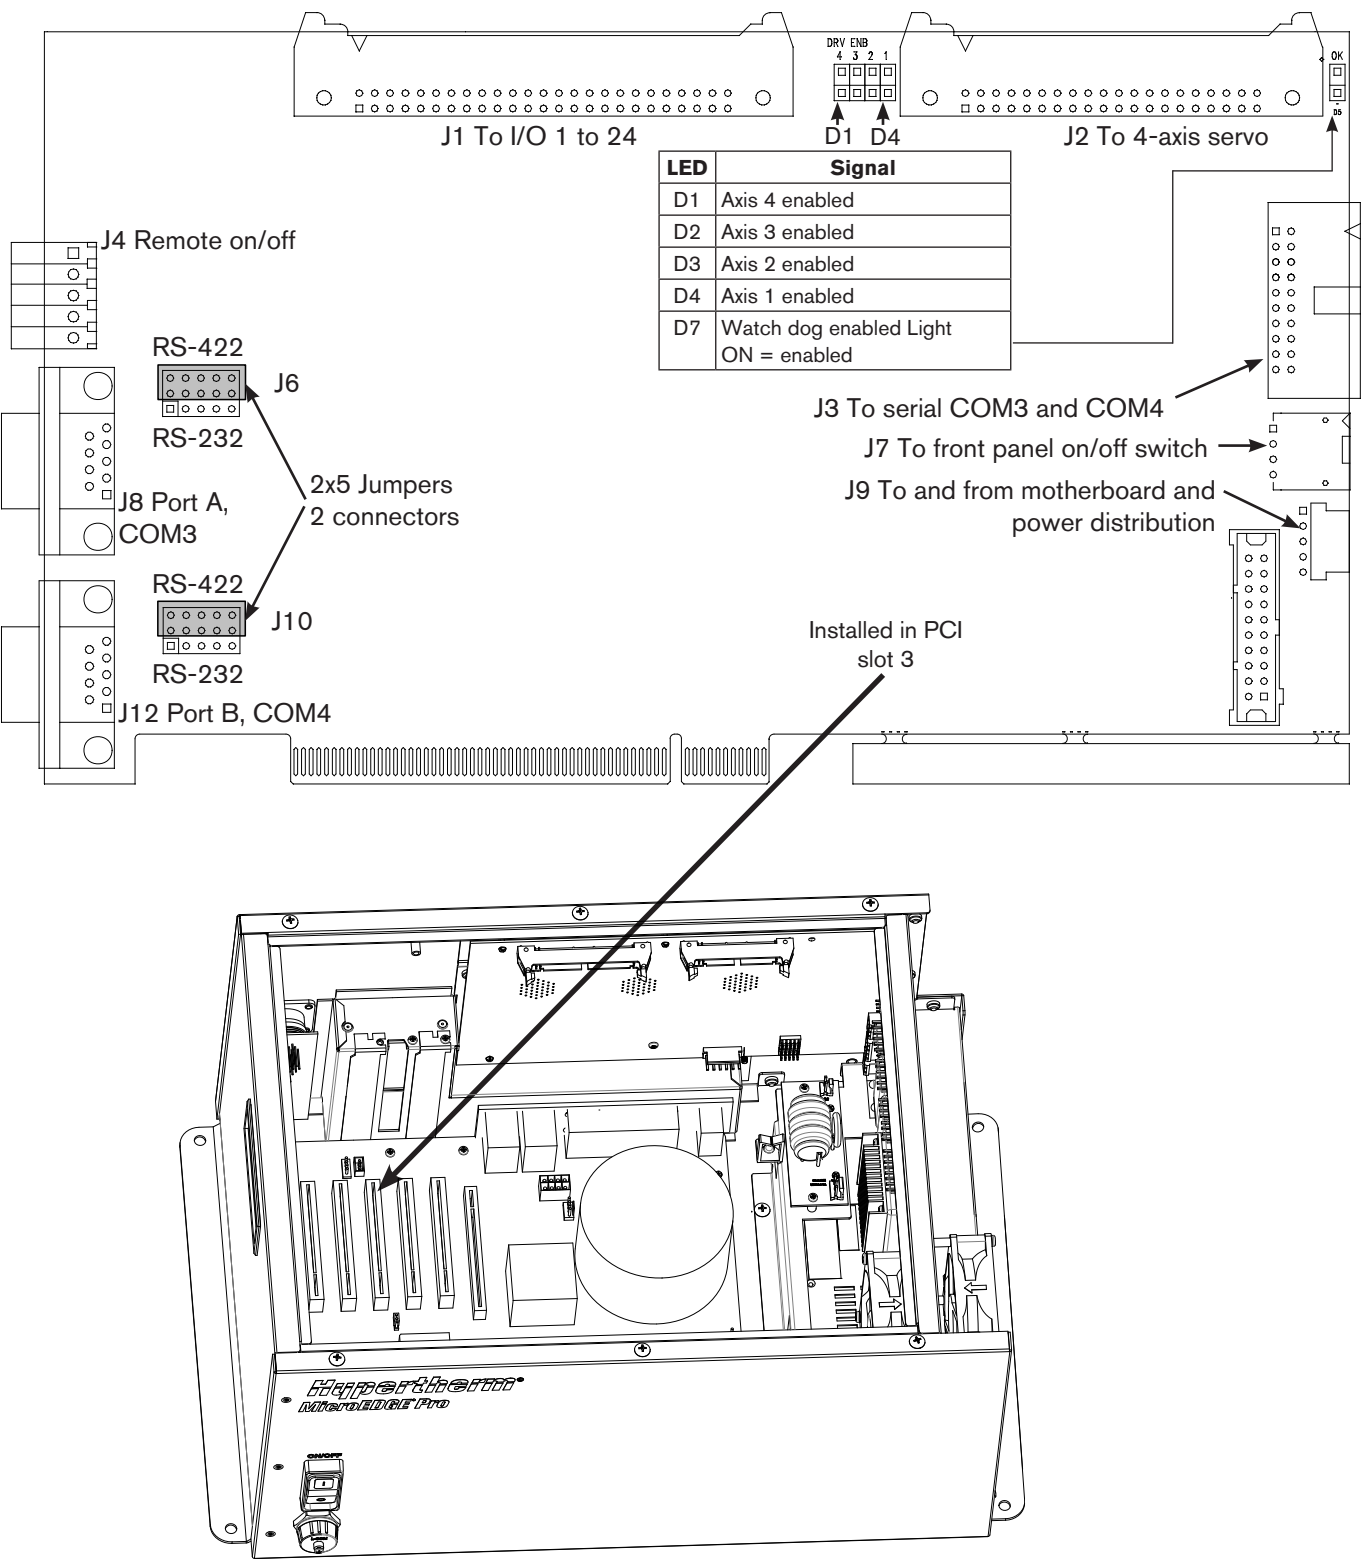 DRV ENB
4 3 2 1
OK
D5
J1 To I/O 1 to 24
D1 D4
J2 To 4-axis servo
LED Signal
D1 Axis 4 enabled
D2 Axis 3 enabled
D3 Axis 2 enabled
D4 Axis 1 enabled
D7 Watch dog enabled Light
ON = enabled
J4 Remote on/off
RS-422
J6
RS-232
J3 To serial COM3 and COM4
J7 To front panel on/off switch
J9 To and from motherboard and
power distribution
2x5 Jumpers
2 connectors
J8 Port A,
COM3
RS-422
J10
RS-232
J12 Port B, COM4
Installed in PCI
slot 3
Hypertherm®
MicroEDGE Pro
ON/OFF